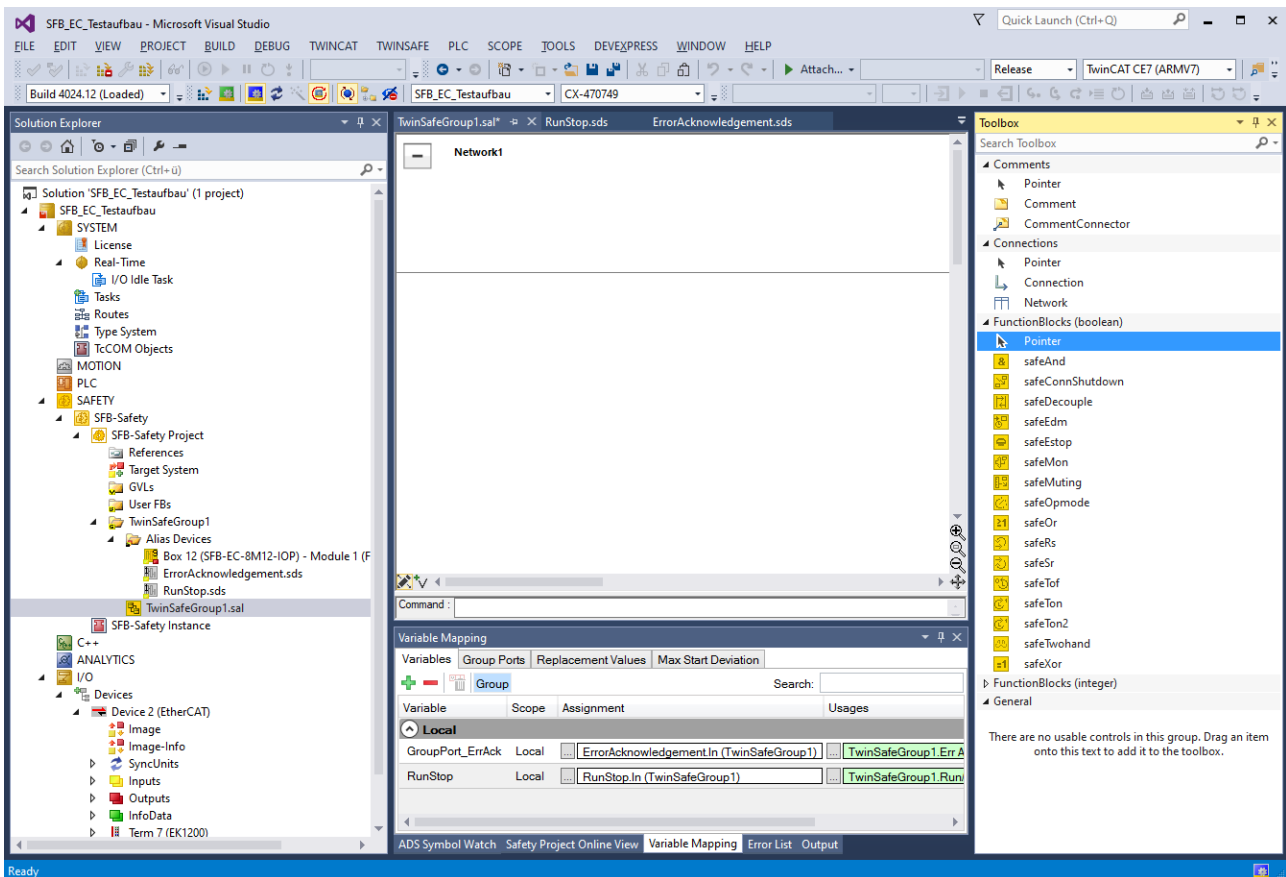 SFB_EC_Testaufbau - Microsoft Visual Studio
Quick Launch (Ctrl+Q)
FILE EDIT VIEW PROJECT BUILD DEBUG TWINCAT TWINSAFE PLC SCOPE TOOLS DEVEXPRESS WINDOW HELP
Attach...
Release
TwinCAT CE7 (ARMV7)
Build 4024.12 (Loaded)
SFB_EC_Testaufbau
CX-470749
Solution Explorer
Search Solution Explorer (Ctrl+ü)
Solution 'SFB_EC_Testaufbau' (1 project)
SFB_EC_Testaufbau
SYSTEM
License
Real-Time
I/O Idle Task
Tasks
Routes
Type System
TcCOM Objects
MOTION
PLC
SAFETY
SFB-Safety
SFB-Safety Project
References
Target System
GVLs
User FBs
TwinSafeGroup1
Alias Devices
Box 12 (SFB-EC-8M12-IOP) - Module 1 (F
ErrorAcknowledgement.sds
RunStop.sds
TwinSafeGroup1.sal
SFB-Safety Instance
C++
ANALYTICS
I/O
Devices
Device 2 (EtherCAT)
Image
Image-Info
SyncUnits
Inputs
Outputs
InfoData
Term 7 (EK1200)
TwinSafeGroup1.sal*
RunStop.sds
ErrorAcknowledgement.sds
Network1
Command :
Variable Mapping
Variables Group Ports Replacement Values Max Start Deviation
Group
Search:
Variable Scope Assignment Usages
Local
GroupPort_ErrAck Local ... ErrorAcknowledgement.In (TwinSafeGroup1) ... TwinSafeGroup1.Err A
RunStop Local ... RunStop.In (TwinSafeGroup1) ... TwinSafeGroup1.Run/
ADS Symbol Watch Safety Project Online View Variable Mapping Error List Output
Toolbox
Search Toolbox
Comments
Pointer
Comment
CommentConnector
Connections
Pointer
Connection
Network
FunctionBlocks (boolean)
Pointer
safeAnd
safeConnShutdown
safeDecouple
safeEdm
safeEstop
safeMon
safeMuting
safeOpmode
safeOr
safeRs
safeSr
safeTof
safeTon
safeTon2
safeTwohand
safeXor
FunctionBlocks (integer)
General
There are no usable controls in this group. Drag an item
onto this text to add it to the toolbox.
Ready